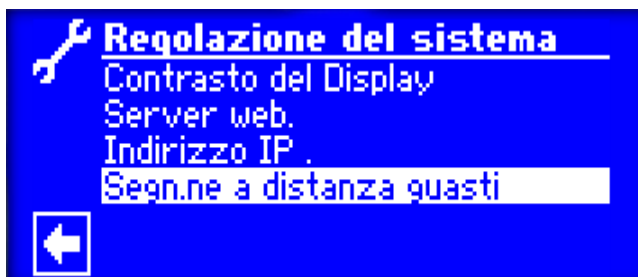 Regolazione del sistema
Contrasto del Display
Server web.
Indirizzo IP .
Segn.ne a distanza guasti